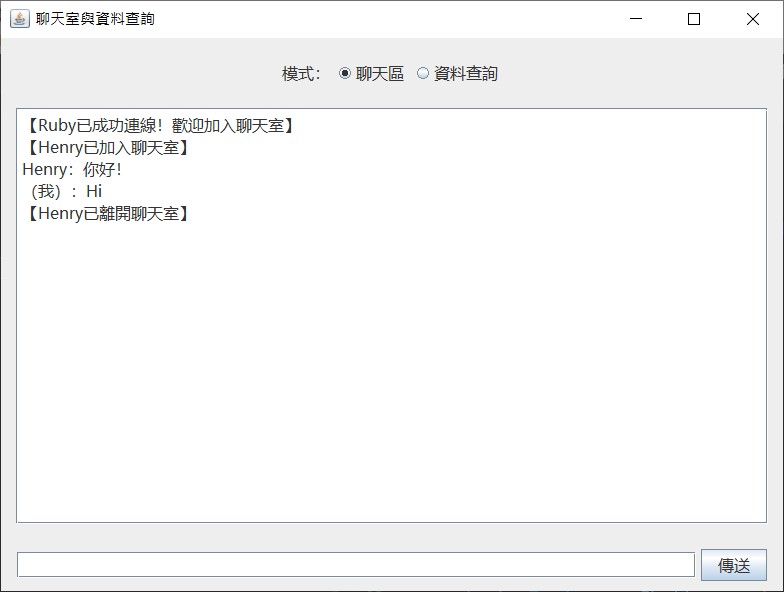 聊天室與資料查詢
模式： 聊天區 資料查詢
【Ruby已成功連線！歡迎加入聊天室】
【Henry已加入聊天室】
Henry：你好！
（我）：Hi
【Henry已離開聊天室】
傳送